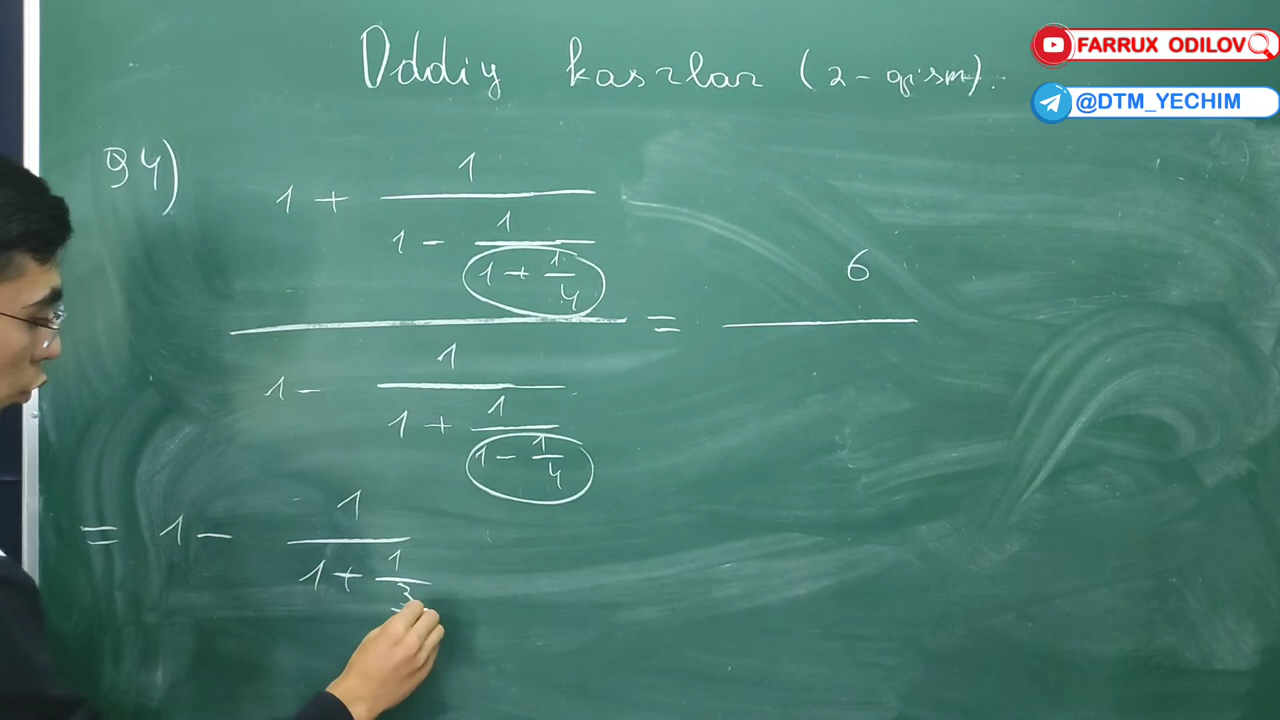 Oddiy kasrlar (2-qism).
FARRUX ODILOV
@DTM_YECHIM
94)
1 + 1
1 - 1
1 + 1
4
6
=
1
1 -
1 + 1
1 - 1
4
= 1 - 1
1 + 1
3